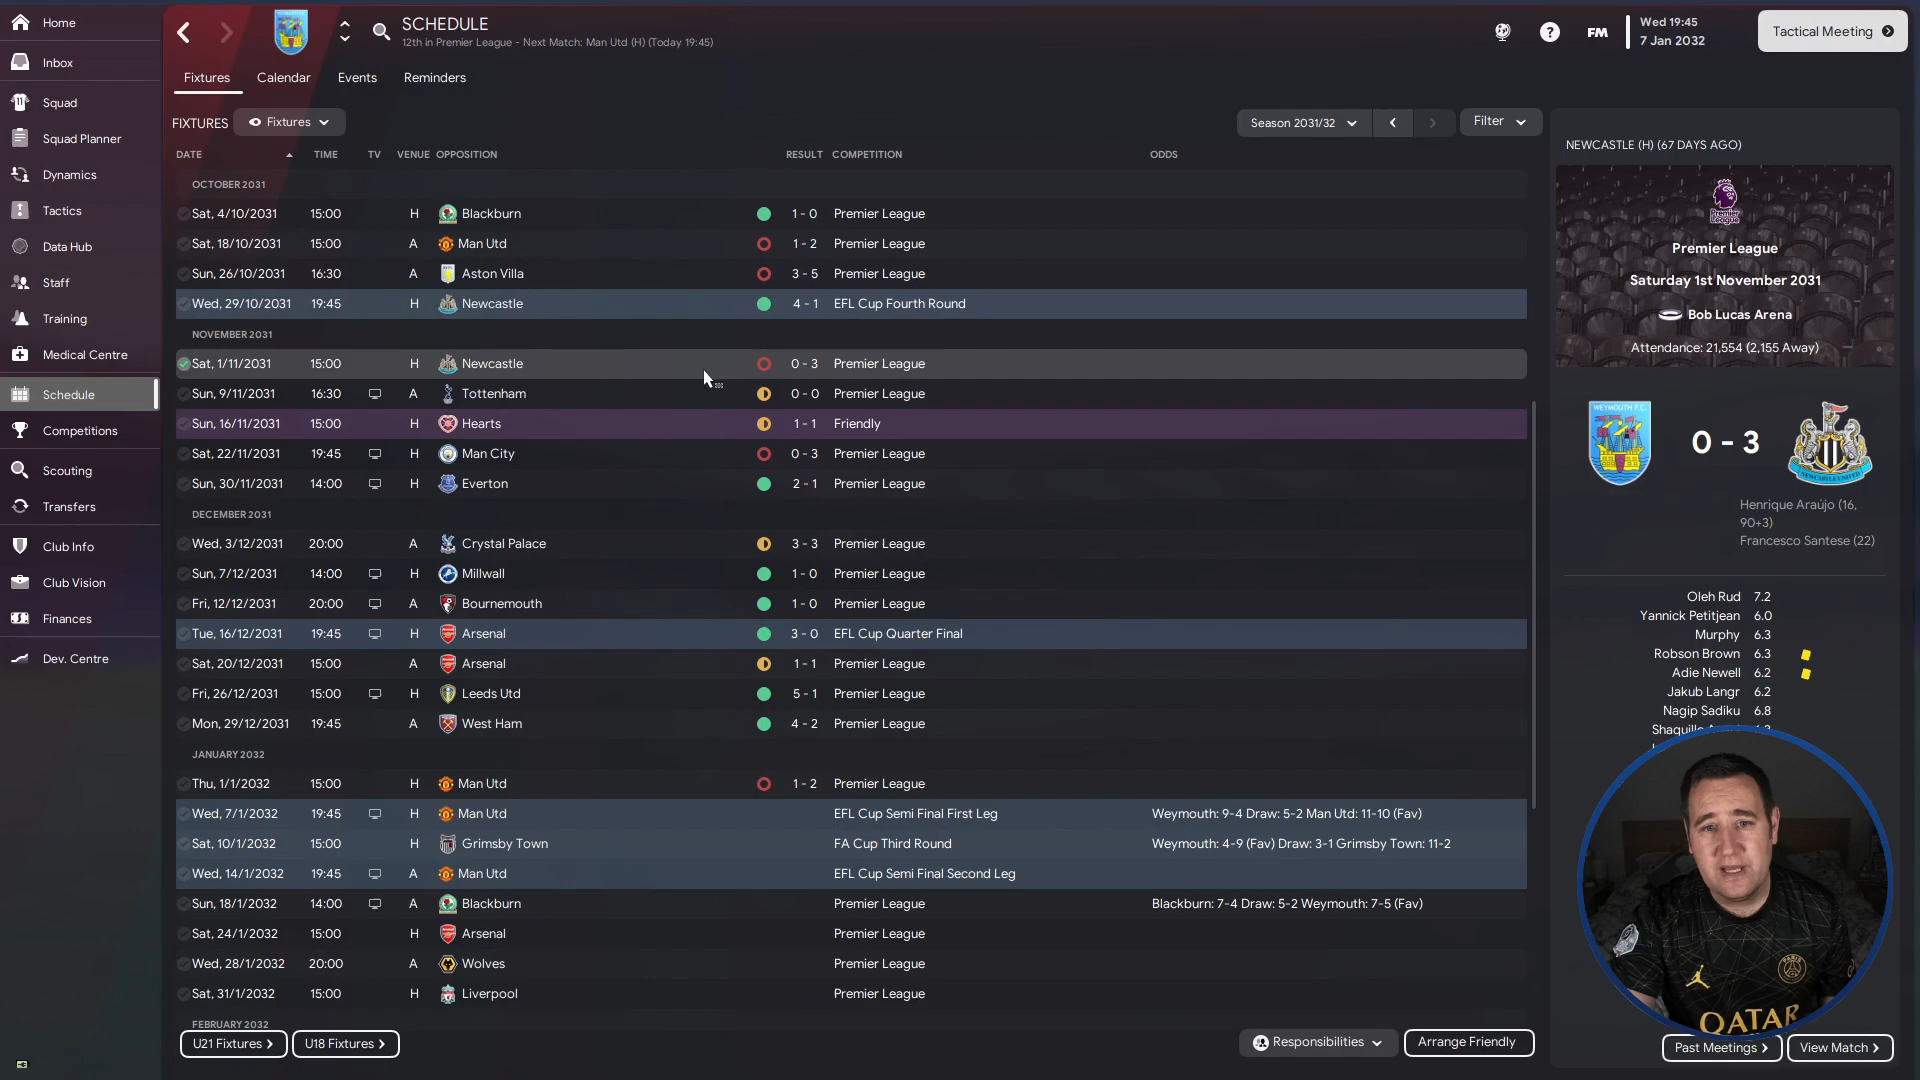 Home
Inbox
Squad
Squad Planner
Dynamics
Tactics
Data Hub
Staff
Training
Medical Centre
Schedule
Competitions
Scouting
Transfers
Club Info
Club Vision
Finances
Dev. Centre
SCHEDULE
12th in Premier League - Next Match: Man Utd (H) (Today 19:45)
FM
Wed 19:45
7 Jan 2032
Tactical Meeting
Fixtures Calendar Events Reminders
FIXTURES Fixtures
Season 2031/32 Filter
DATE TIME TV VENUE OPPOSITION RESULT COMPETITION ODDS
OCTOBER 2031
Sat, 4/10/2031 15:00 H Blackburn 1 - 0 Premier League
Sat, 18/10/2031 15:00 A Man Utd 1 - 2 Premier League
Sun, 26/10/2031 16:30 A Aston Villa 3 - 5 Premier League
Wed, 29/10/2031 19:45 H Newcastle 4 - 1 EFL Cup Fourth Round
NOVEMBER 2031
Sat, 1/11/2031 15:00 H Newcastle 0 - 3 Premier League
Sun, 9/11/2031 16:30 A Tottenham 0 - 0 Premier League
Sun, 16/11/2031 15:00 H Hearts 1 - 1 Friendly
Sat, 22/11/2031 19:45 H Man City 0 - 3 Premier League
Sun, 30/11/2031 14:00 H Everton 2 - 1 Premier League
DECEMBER 2031
Wed, 3/12/2031 20:00 A Crystal Palace 3 - 3 Premier League
Sun, 7/12/2031 14:00 H Millwall 1 - 0 Premier League
Fri, 12/12/2031 20:00 A Bournemouth 1 - 0 Premier League
Tue, 16/12/2031 19:45 H Arsenal 3 - 0 EFL Cup Quarter Final
Sat, 20/12/2031 15:00 A Arsenal 1 - 1 Premier League
Fri, 26/12/2031 15:00 H Leeds Utd 5 - 1 Premier League
Mon, 29/12/2031 19:45 A West Ham 4 - 2 Premier League
JANUARY 2032
Thu, 1/1/2032 15:00 H Man Utd 1 - 2 Premier League
Wed, 7/1/2032 19:45 H Man Utd EFL Cup Semi Final First Leg Weymouth: 9-4 Draw: 5-2 Man Utd: 11-10 (Fav)
Sat, 10/1/2032 15:00 H Grimsby Town FA Cup Third Round Weymouth: 4-9 (Fav) Draw: 3-1 Grimsby Town: 11-2
Wed, 14/1/2032 19:45 A Man Utd EFL Cup Semi Final Second Leg
Sun, 18/1/2032 14:00 A Blackburn Premier League Blackburn: 7-4 Draw: 5-2 Weymouth: 7-5 (Fav)
Sat, 24/1/2032 15:00 H Arsenal Premier League
Wed, 28/1/2032 20:00 A Wolves Premier League
Sat, 31/1/2032 15:00 H Liverpool Premier League
FEBRUARY 2032
U21 Fixtures U18 Fixtures Responsibilities Arrange Friendly
NEWCASTLE (H) (67 DAYS AGO)
Premier League
Premier League
Saturday 1st November 2031
Bob Lucas Arena
Attendance: 21,554 (2,155 Away)
WEYMOUTH F.C.
0 - 3
NEWCASTLE UNITED
Henrique Araújo (16,
90+3)
Francesco Santese (22)
Oleh Rud 7.2
Yannick Petitjean 6.0
Murphy 6.3
Robson Brown 6.3
Adie Newell 6.2
Jakub Langr 6.2
Nagip Sadiku 6.8
PARIS
QATAR
Past Meetings View Match